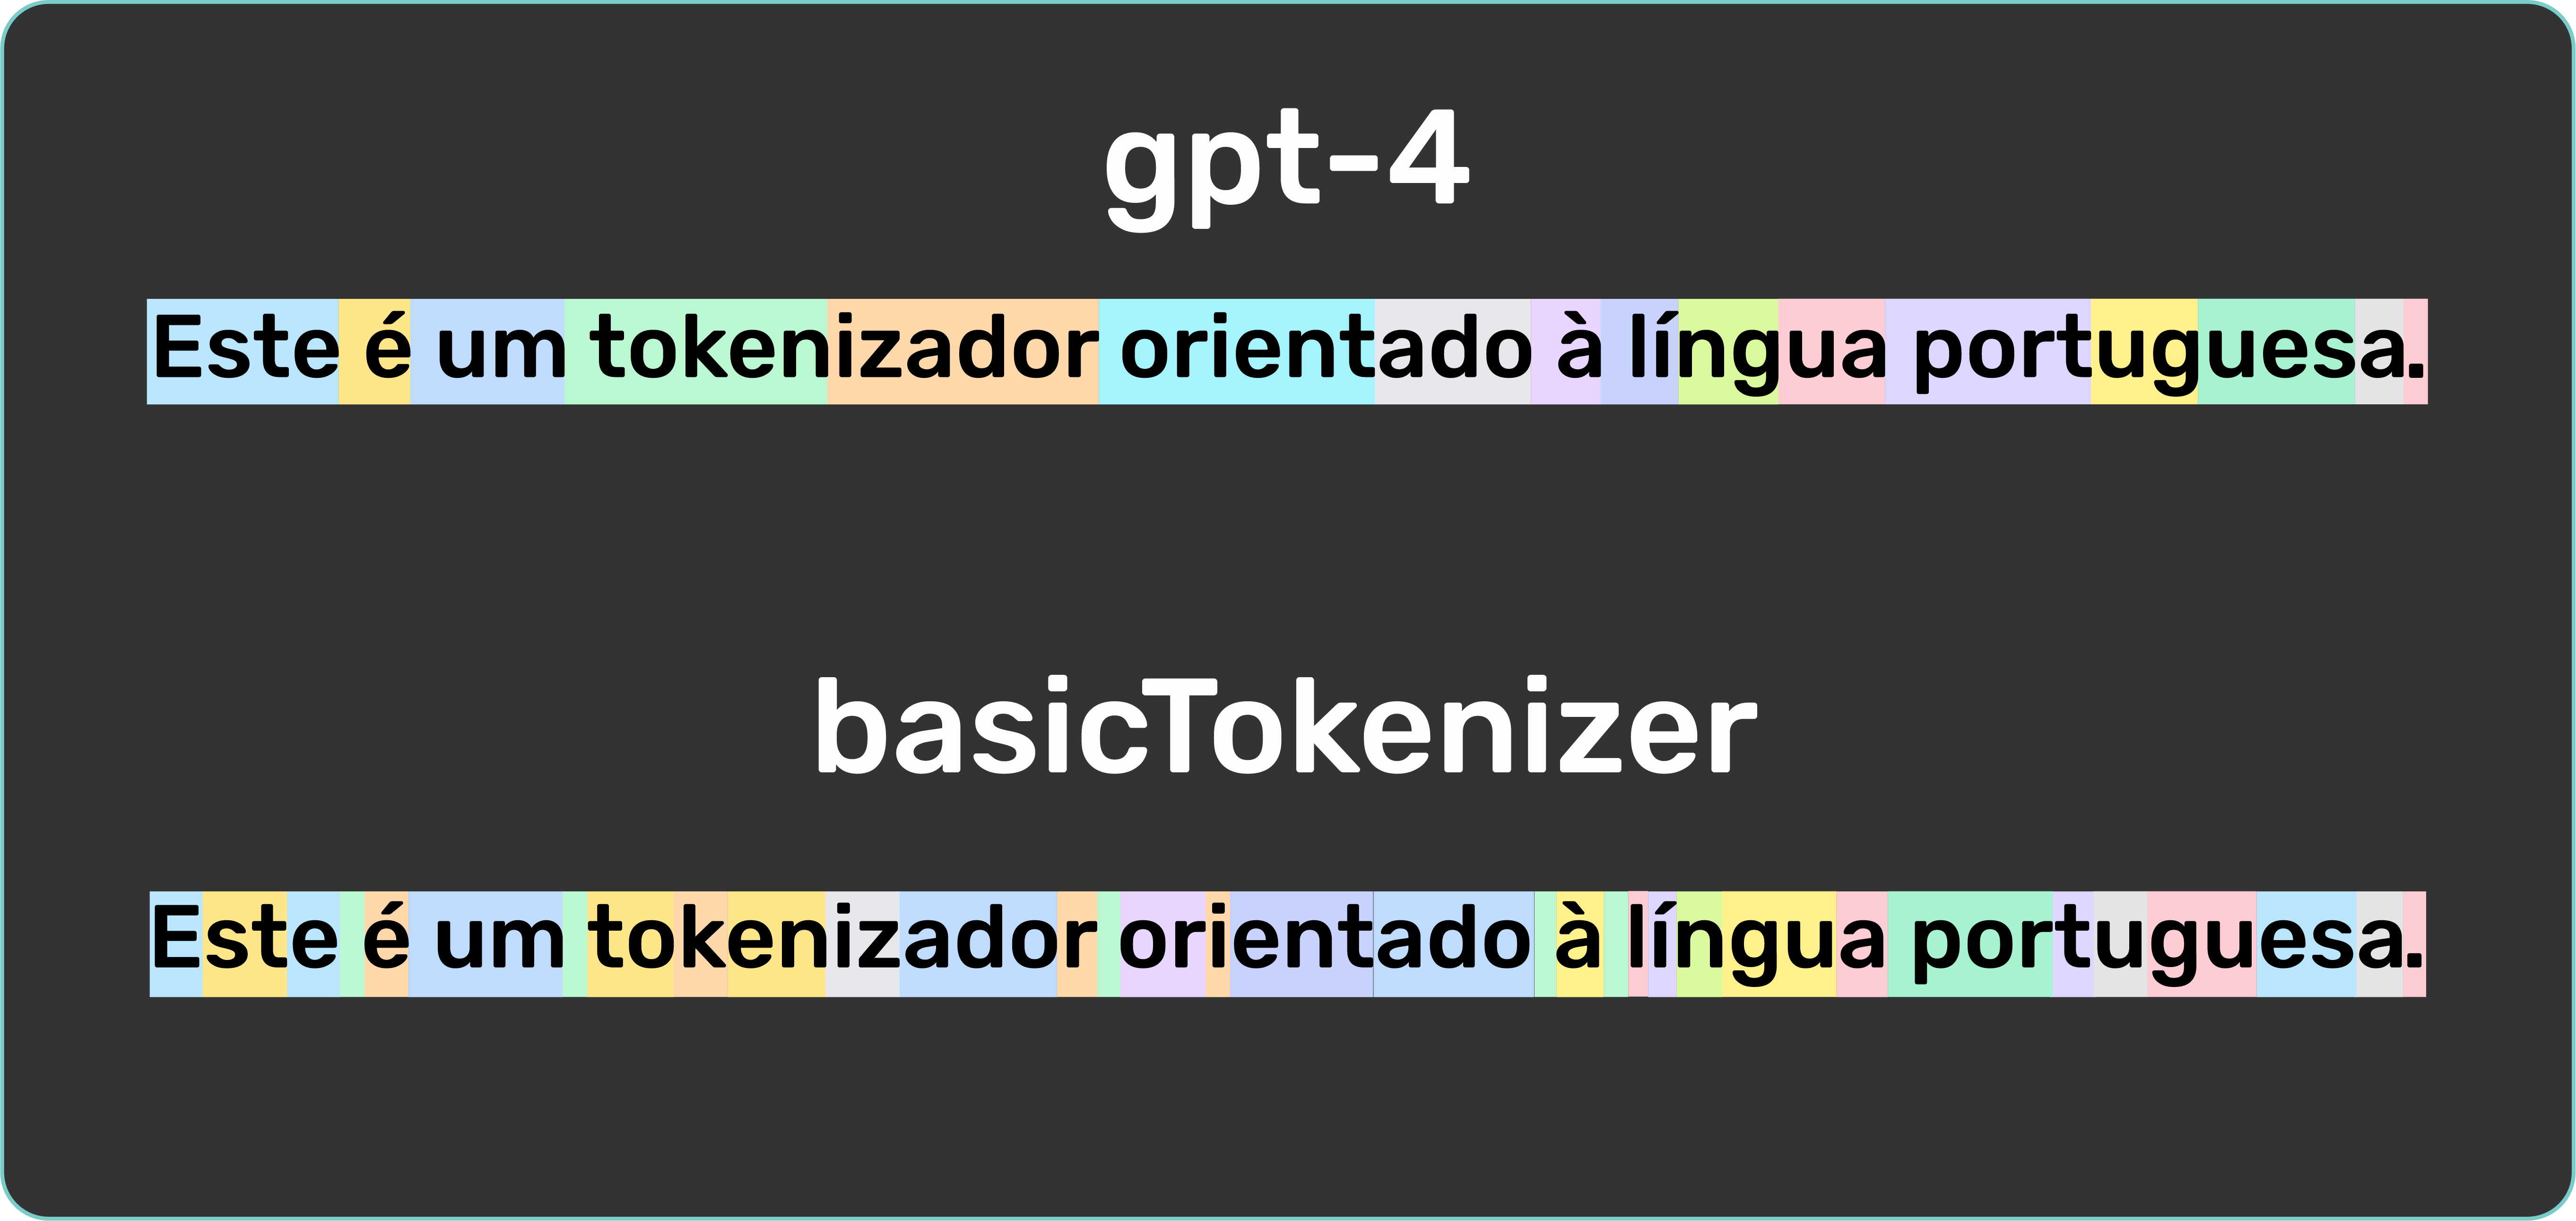 gpt-4
Este é um tokenizador orientado à língua portuguesa.
basicTokenizer
Este é um tokenizador orientado à língua portuguesa.